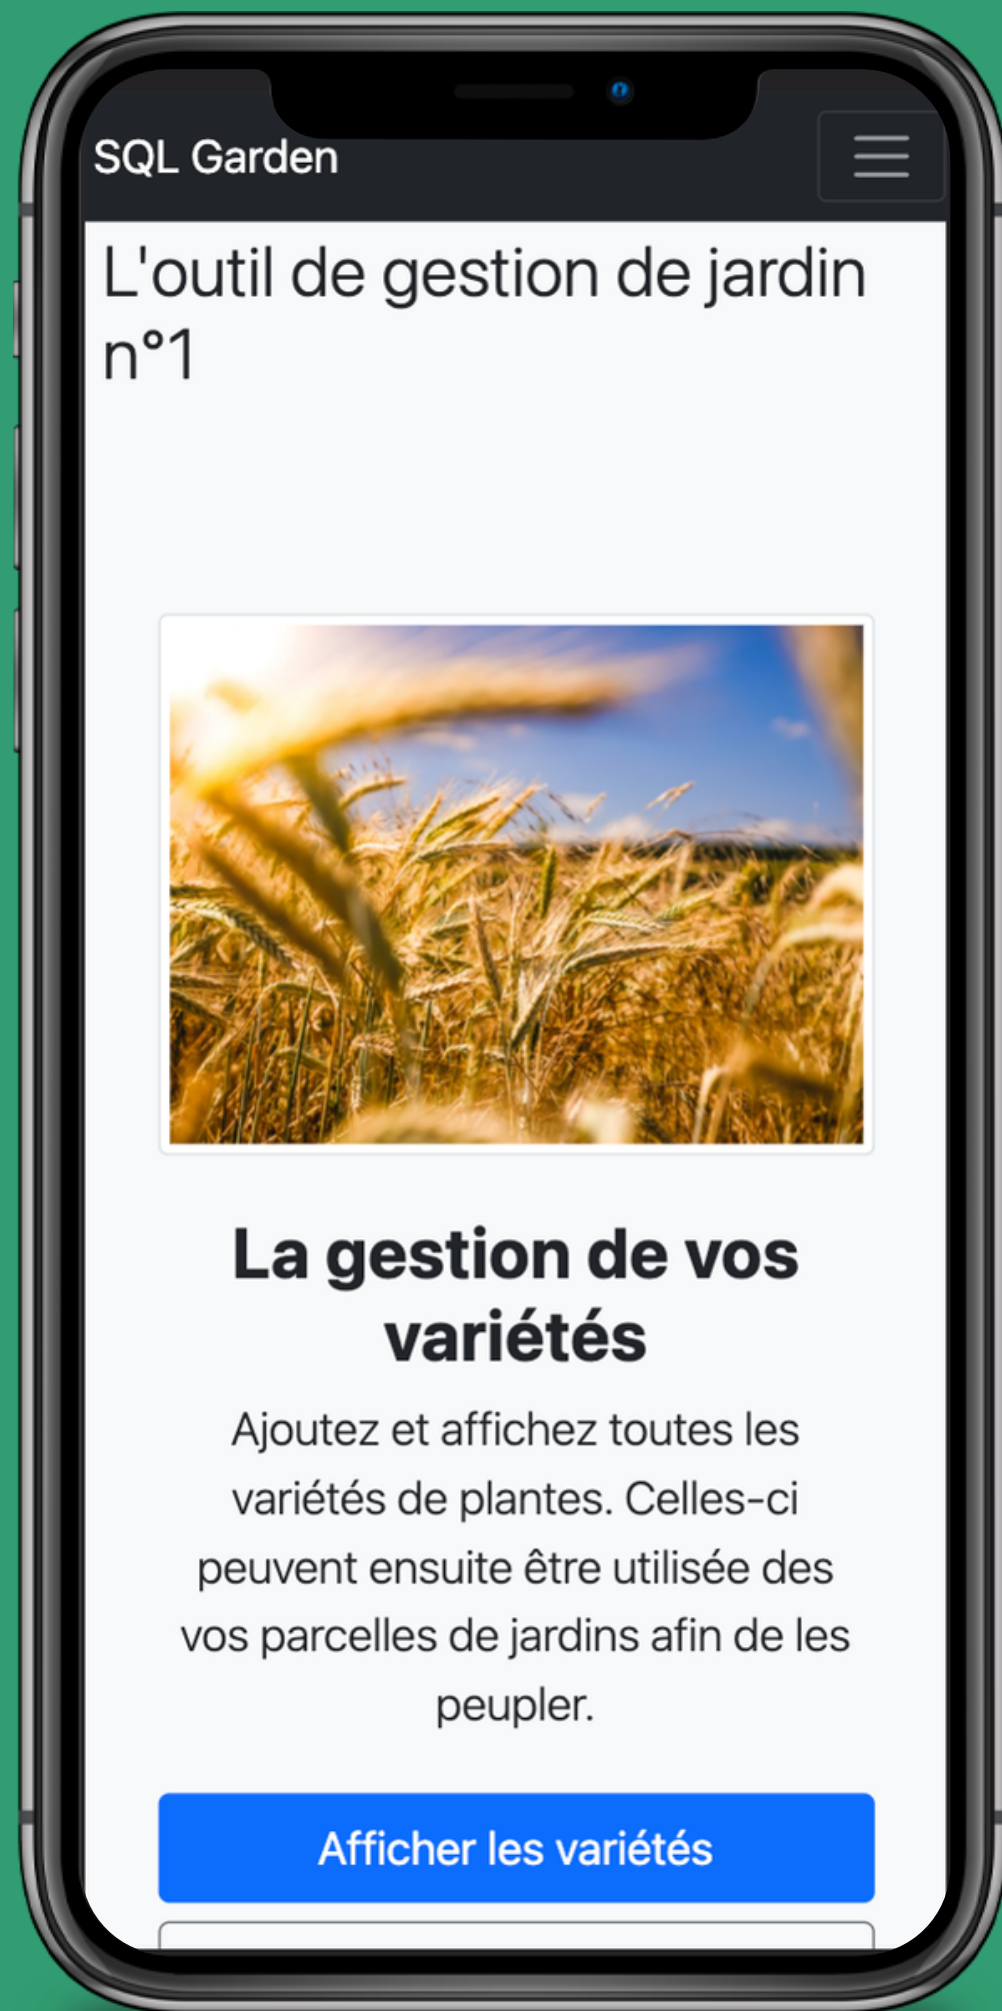 SQL Garden
L'outil de gestion de jardin
n°1
La gestion de vos
variétés
Ajoutez et affichez toutes les
variétés de plantes. Celles-ci
peuvent ensuite être utilisée des
vos parcelles de jardins afin de les
peupler.
Afficher les variétés